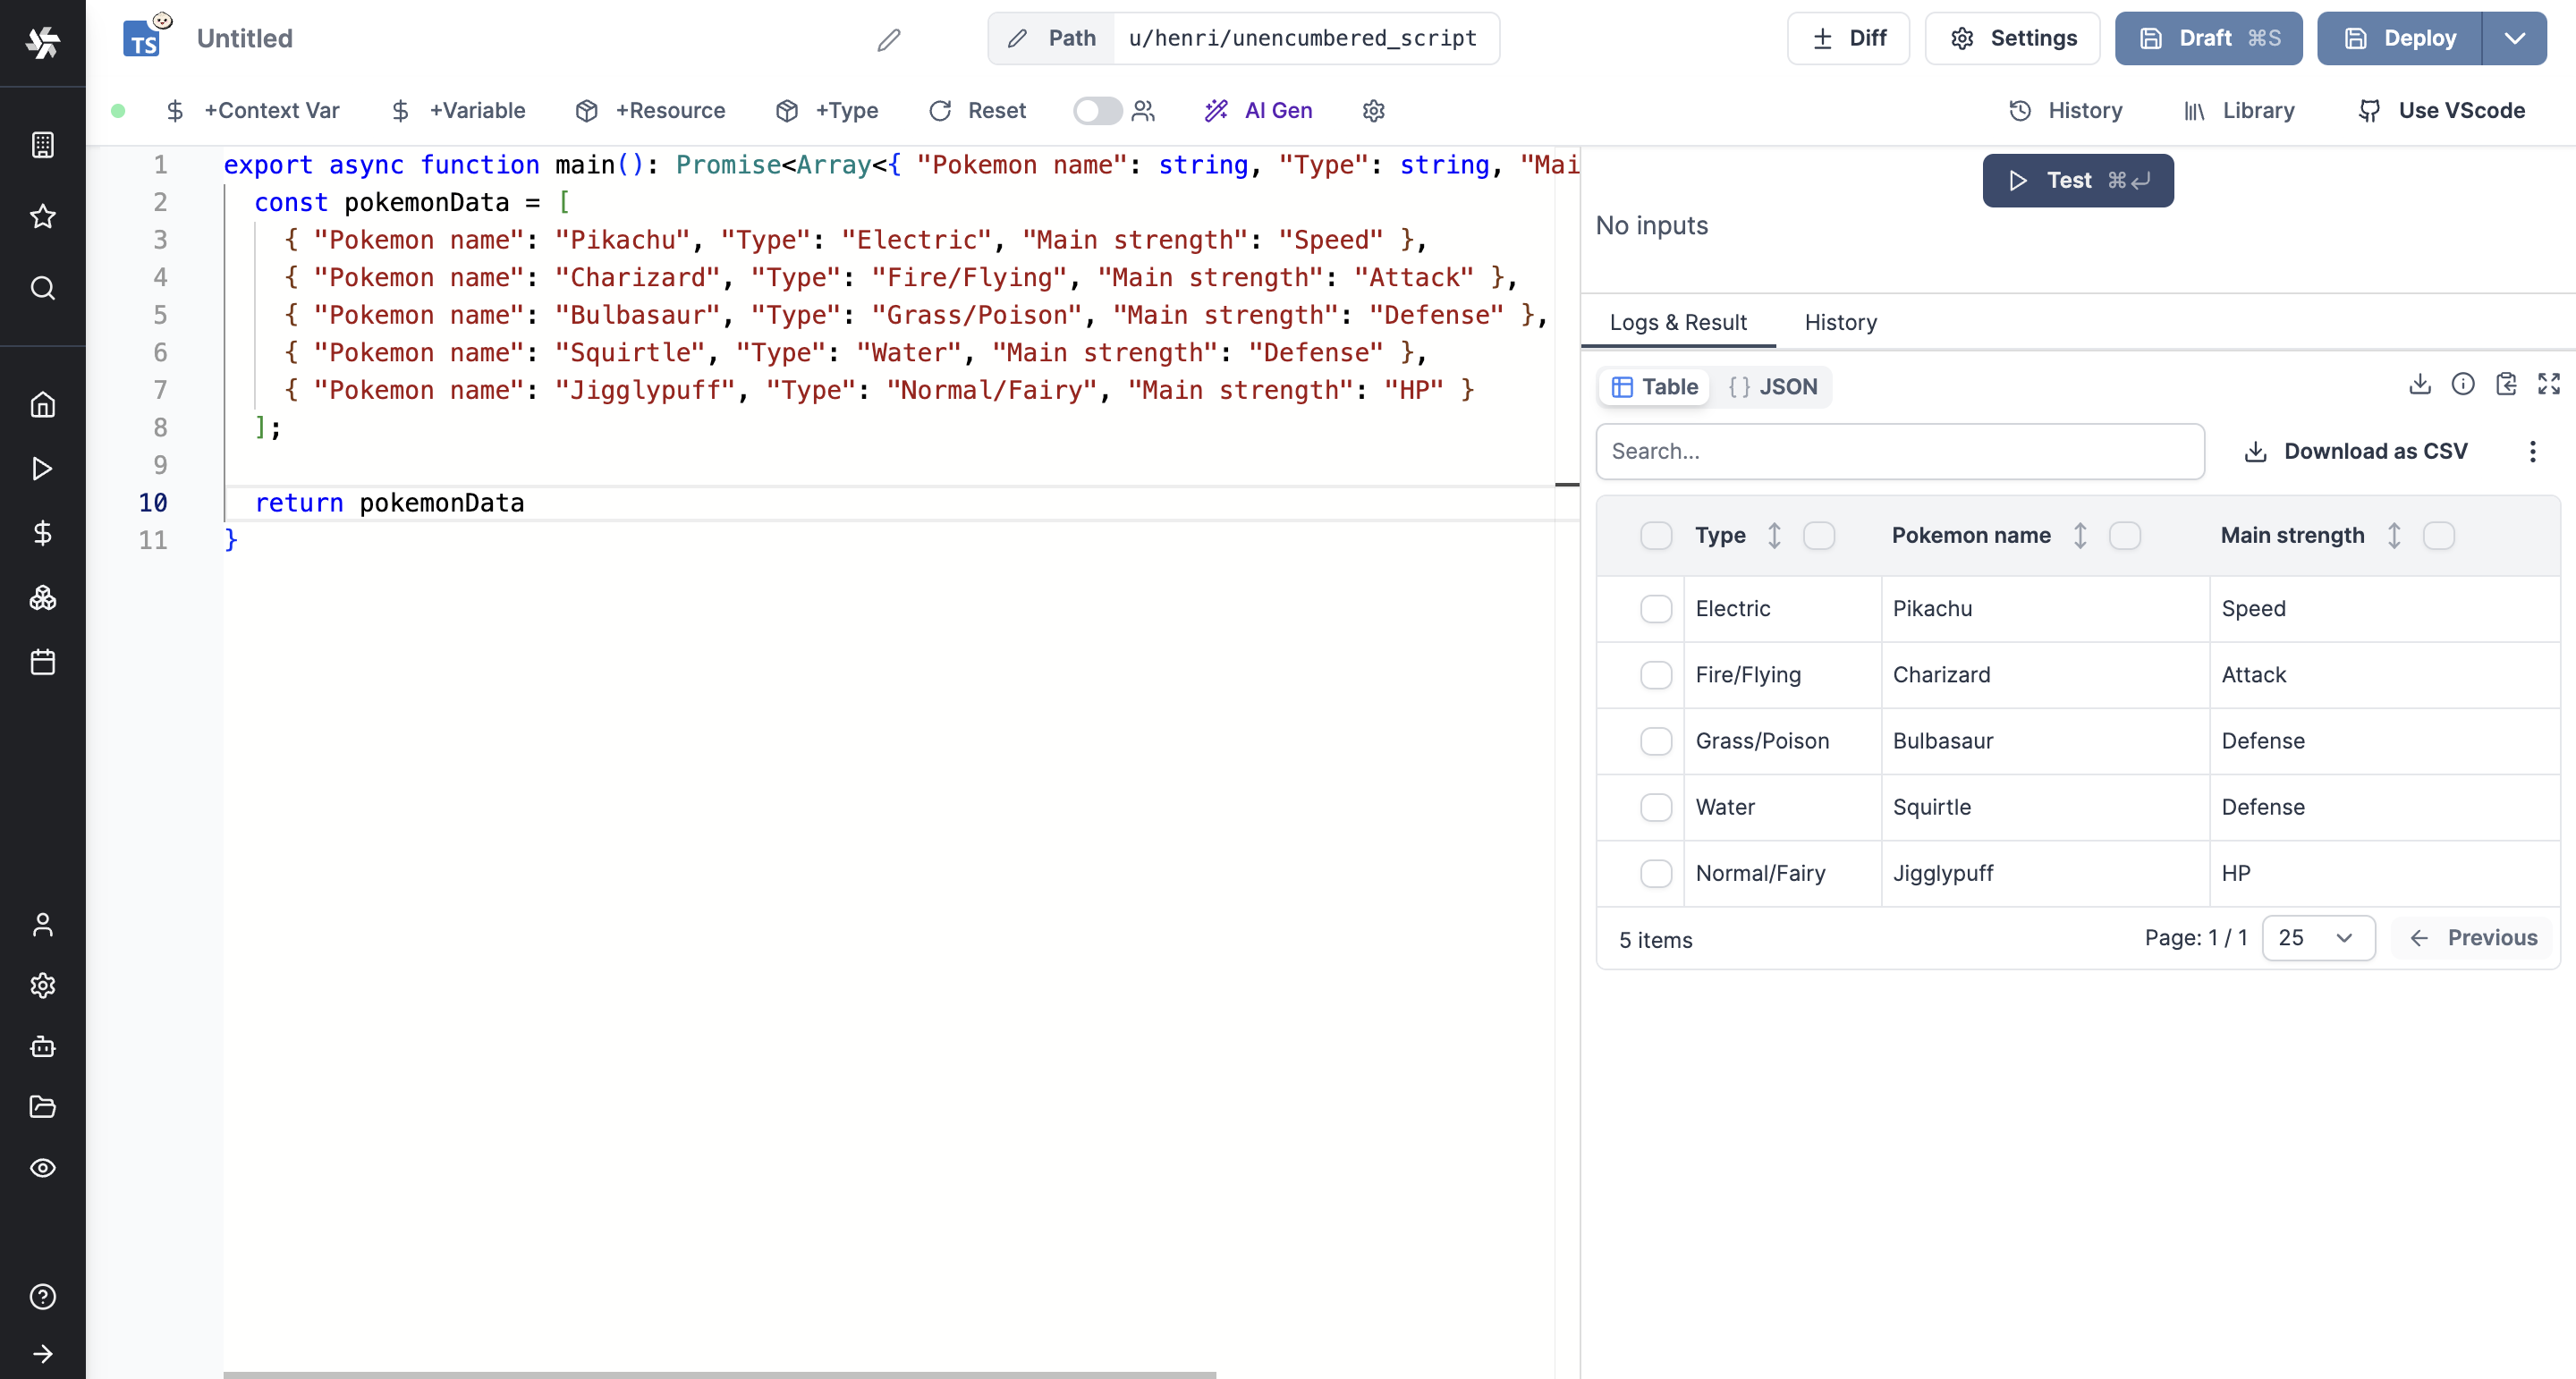 TS Untitled Path u/henri/unencumbered_script ± Diff Settings Draft ⌘S Deploy
$ +Context Var $ +Variable +Resource +Type Reset AI Gen History Library Use VScode
1 export async function main(): Promise<Array<{ "Pokemon name": string, "Type": string, "Mai
2 const pokemonData = [
3 { "Pokemon name": "Pikachu", "Type": "Electric", "Main strength": "Speed" },
4 { "Pokemon name": "Charizard", "Type": "Fire/Flying", "Main strength": "Attack" },
5 { "Pokemon name": "Bulbasaur", "Type": "Grass/Poison", "Main strength": "Defense" },
6 { "Pokemon name": "Squirtle", "Type": "Water", "Main strength": "Defense" },
7 { "Pokemon name": "Jigglypuff", "Type": "Normal/Fairy", "Main strength": "HP" }
8 ];
9
10 return pokemonData
11 }
Test ⌘↵
No inputs
Logs & Result History
Table {} JSON
Search...
Download as CSV
Type Pokemon name Main strength
Electric Pikachu Speed
Fire/Flying Charizard Attack
Grass/Poison Bulbasaur Defense
Water Squirtle Defense
Normal/Fairy Jigglypuff HP
5 items Page: 1 / 1 25 Previous